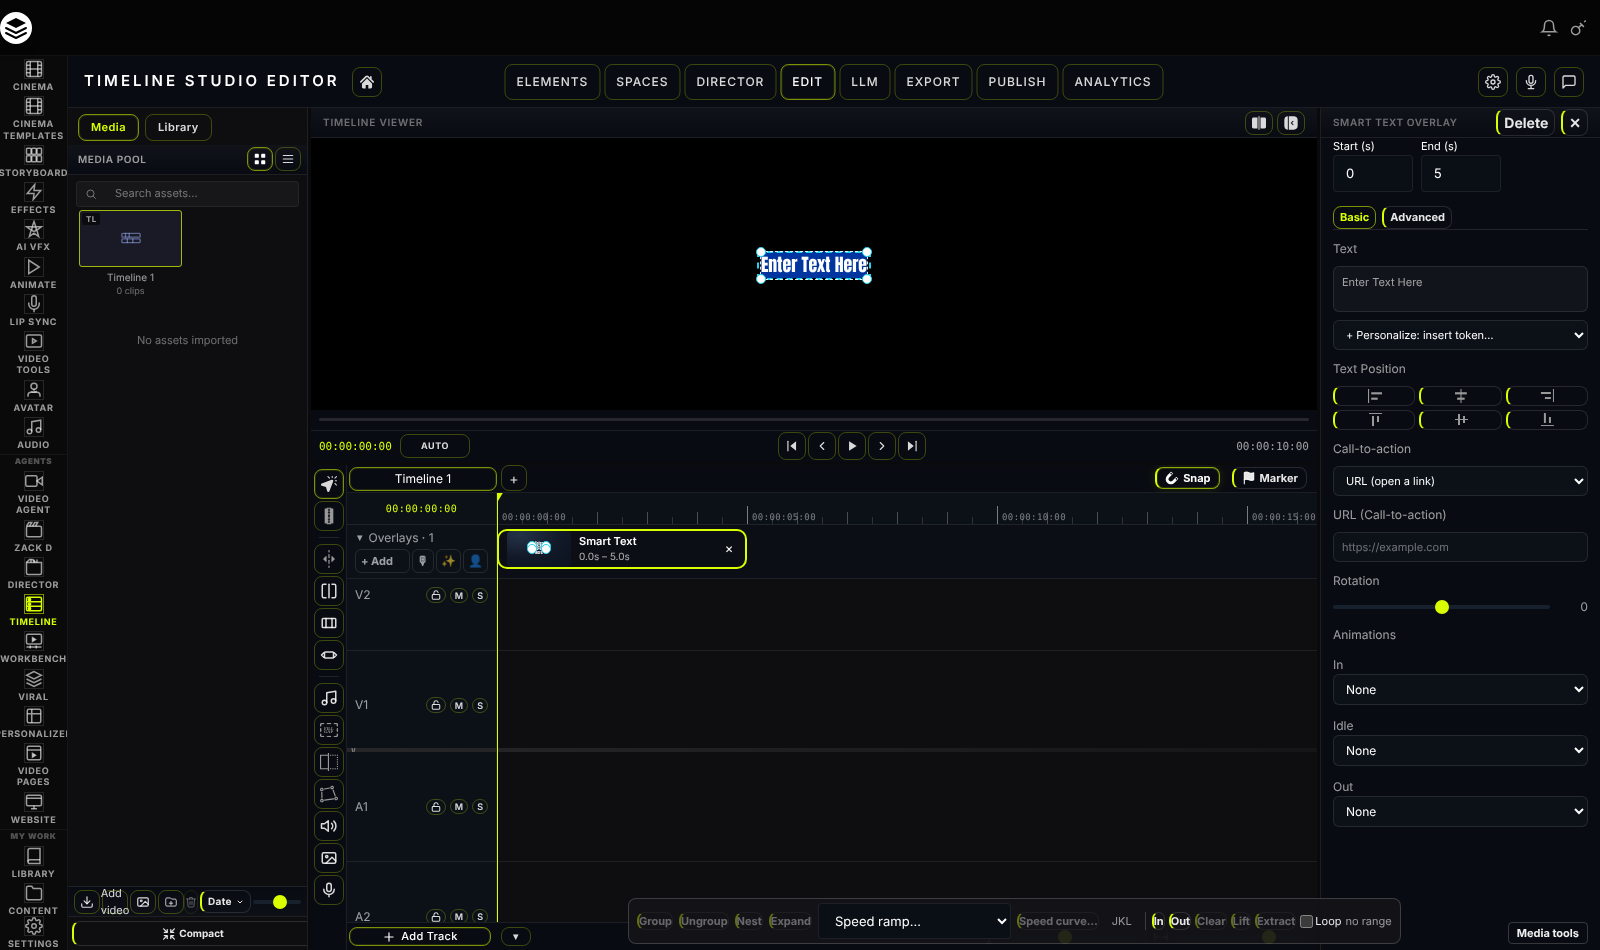 TIMELINE STUDIO EDITOR
ELEMENTS
SPACES
DIRECTOR
EDIT
LLM
EXPORT
PUBLISH
ANALYTICS
CINEMA
CINEMA
TEMPLATES
STORYBOARD
EFFECTS
AI VFX
ANIMATE
LIP SYNC
VIDEO
TOOLS
AVATAR
AUDIO
AGENTS
VIDEO
AGENT
ZACK D
DIRECTOR
TIMELINE
WORKBENCH
VIRAL
PERSONALIZE
VIDEO
PAGES
WEBSITE
MY WORK
LIBRARY
CONTENT
SETTINGS
Media
Library
MEDIA POOL
Search assets...
TL
Timeline 1
0 clips
No assets imported
Add
video
Date
Compact
TIMELINE VIEWER
Enter Text Here
00:00:00:00
AUTO
00:00:10:00
Timeline 1
+
Snap
Marker
00:00:00:00
00:00:00:00
00:00:05:00
00:00:10:00
00:00:15:00
Overlays · 1
+ Add
Smart Text
0.0s – 5.0s
V2
M
S
V1
M
S
A1
M
S
A2
M
S
+ Add Track
Group
Ungroup
Nest
Expand
Speed ramp...
Speed curve...
JKL
In
Out
Clear
Lift
Extract
Loop
no range
SMART TEXT OVERLAY
Delete
Start (s)
End (s)
0
5
Basic
Advanced
Text
Enter Text Here
+ Personalize: insert token...
Text Position
Call-to-action
URL (open a link)
URL (Call-to-action)
https://example.com
Rotation
0
Animations
In
None
Idle
None
Out
None
Media tools